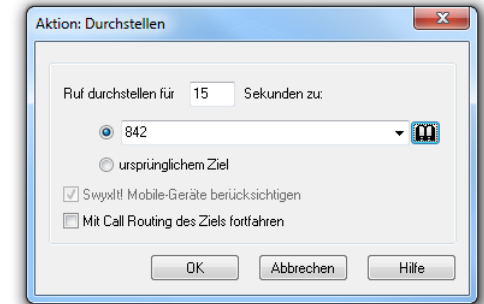 Aktion: Durchstellen
Ruf durchstellen für 15 Sekunden zu:
842
ursprünglichem Ziel
SwyxIt! Mobile-Geräte berücksichtigen
Mit Call Routing des Ziels fortfahren
OK Abbrechen Hilfe